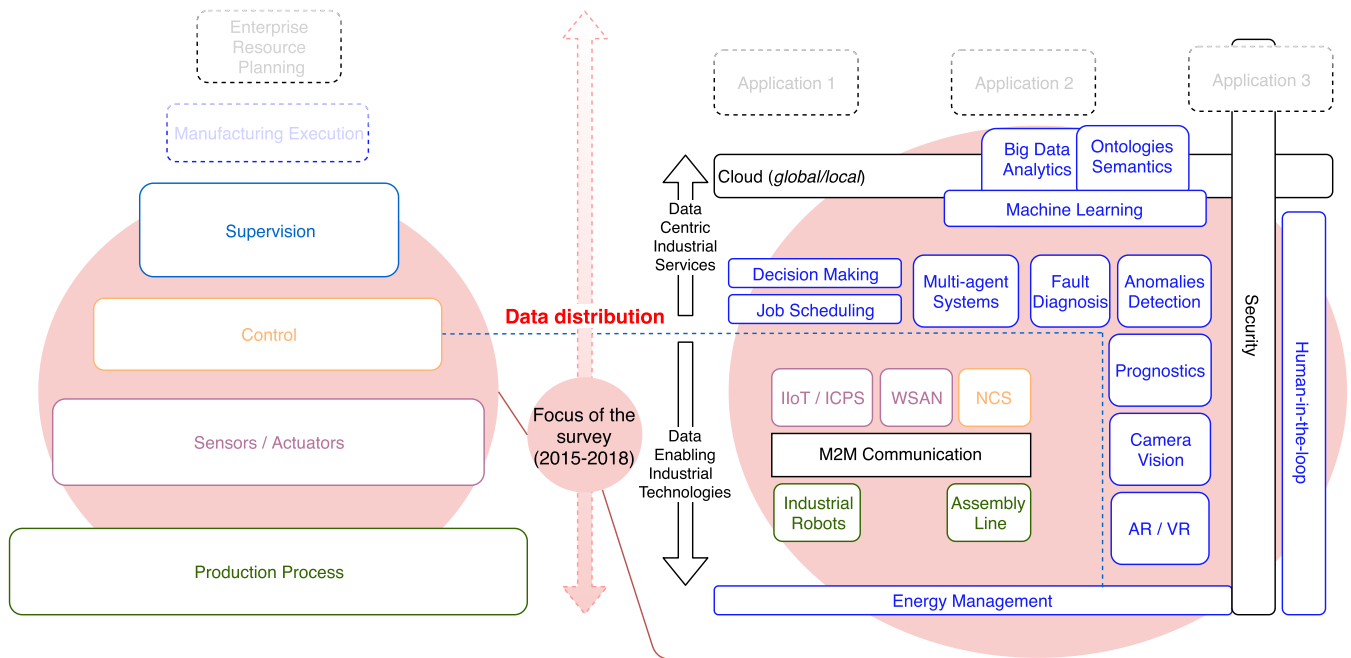 Enterprise
Resource
Planning
Manufacturing Execution
Supervision
Control
Sensors / Actuators
Production Process
Data distribution
Focus of the
survey
(2015-2018)
Data
Centric
Industrial
Services
Data
Enabling
Industrial
Technologies
Application 1
Application 2
Application 3
Cloud (global/local)
Big Data
Analytics
Ontologies
Semantics
Machine Learning
Decision Making
Job Scheduling
Multi-agent
Systems
Fault
Diagnosis
Anomalies
Detection
Prognostics
Camera
Vision
AR / VR
IIoT / ICPS
WSAN
NCS
M2M Communication
Industrial
Robots
Assembly
Line
Energy Management
Security
Human-in-the-loop